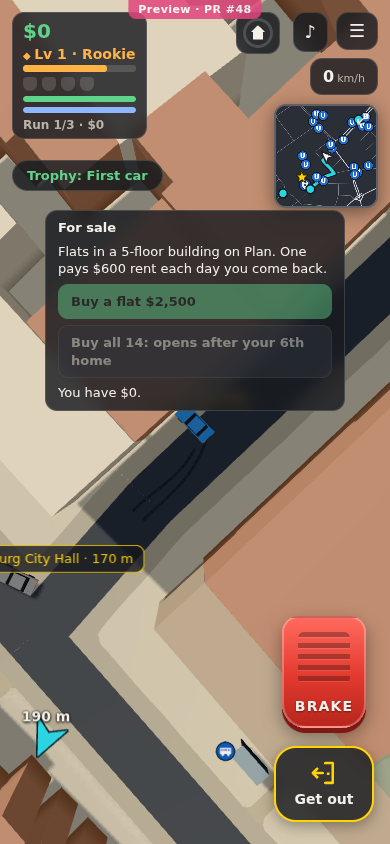 Preview · PR #48
$0
Lv 1 · Rookie
Run 1/3 · $0
♪
☰
0 km/h
Trophy: First car
For sale
Flats in a 5-floor building on Plan. One
pays $600 rent each day you come back.
Buy a flat $2,500
Buy all 14: opens after your 6th
home
You have $0.
urg City Hall · 170 m
190 m
BRAKE
Get out